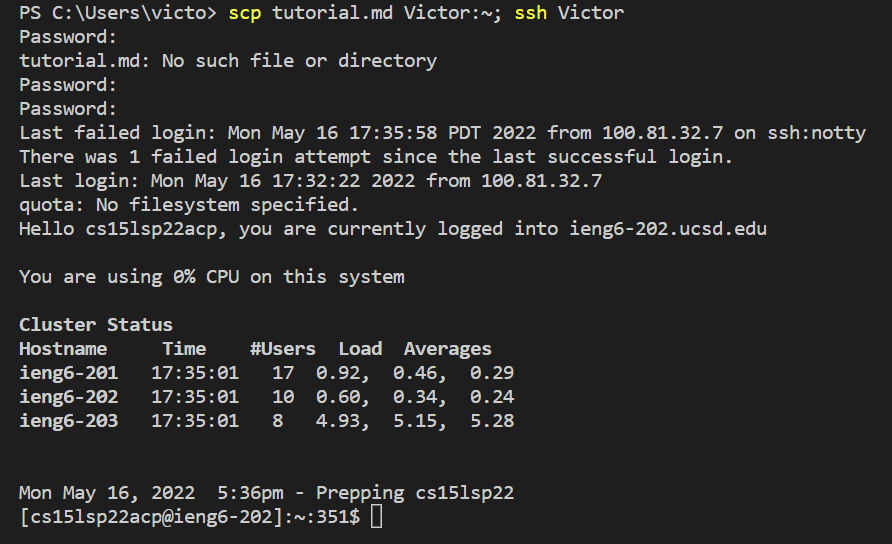 PS C:\Users\victo> scp tutorial.md Victor:~; ssh Victor
Password:
tutorial.md: No such file or directory
Password:
Password:
Last failed login: Mon May 16 17:35:58 PDT 2022 from 100.81.32.7 on ssh:notty
There was 1 failed login attempt since the last successful login.
Last login: Mon May 16 17:32:22 2022 from 100.81.32.7
quota: No filesystem specified.
Hello cs15lsp22acp, you are currently logged into ieng6-202.ucsd.edu
You are using 0% CPU on this system
Cluster Status
Hostname     Time    #Users  Load  Averages
ieng6-201   17:35:01   17  0.92,  0.46,  0.29
ieng6-202   17:35:01   10  0.60,  0.34,  0.24
ieng6-203   17:35:01   8   4.93,  5.15,  5.28
Mon May 16, 2022  5:36pm - Prepping cs15lsp22
[cs15lsp22acp@ieng6-202]:~:351$